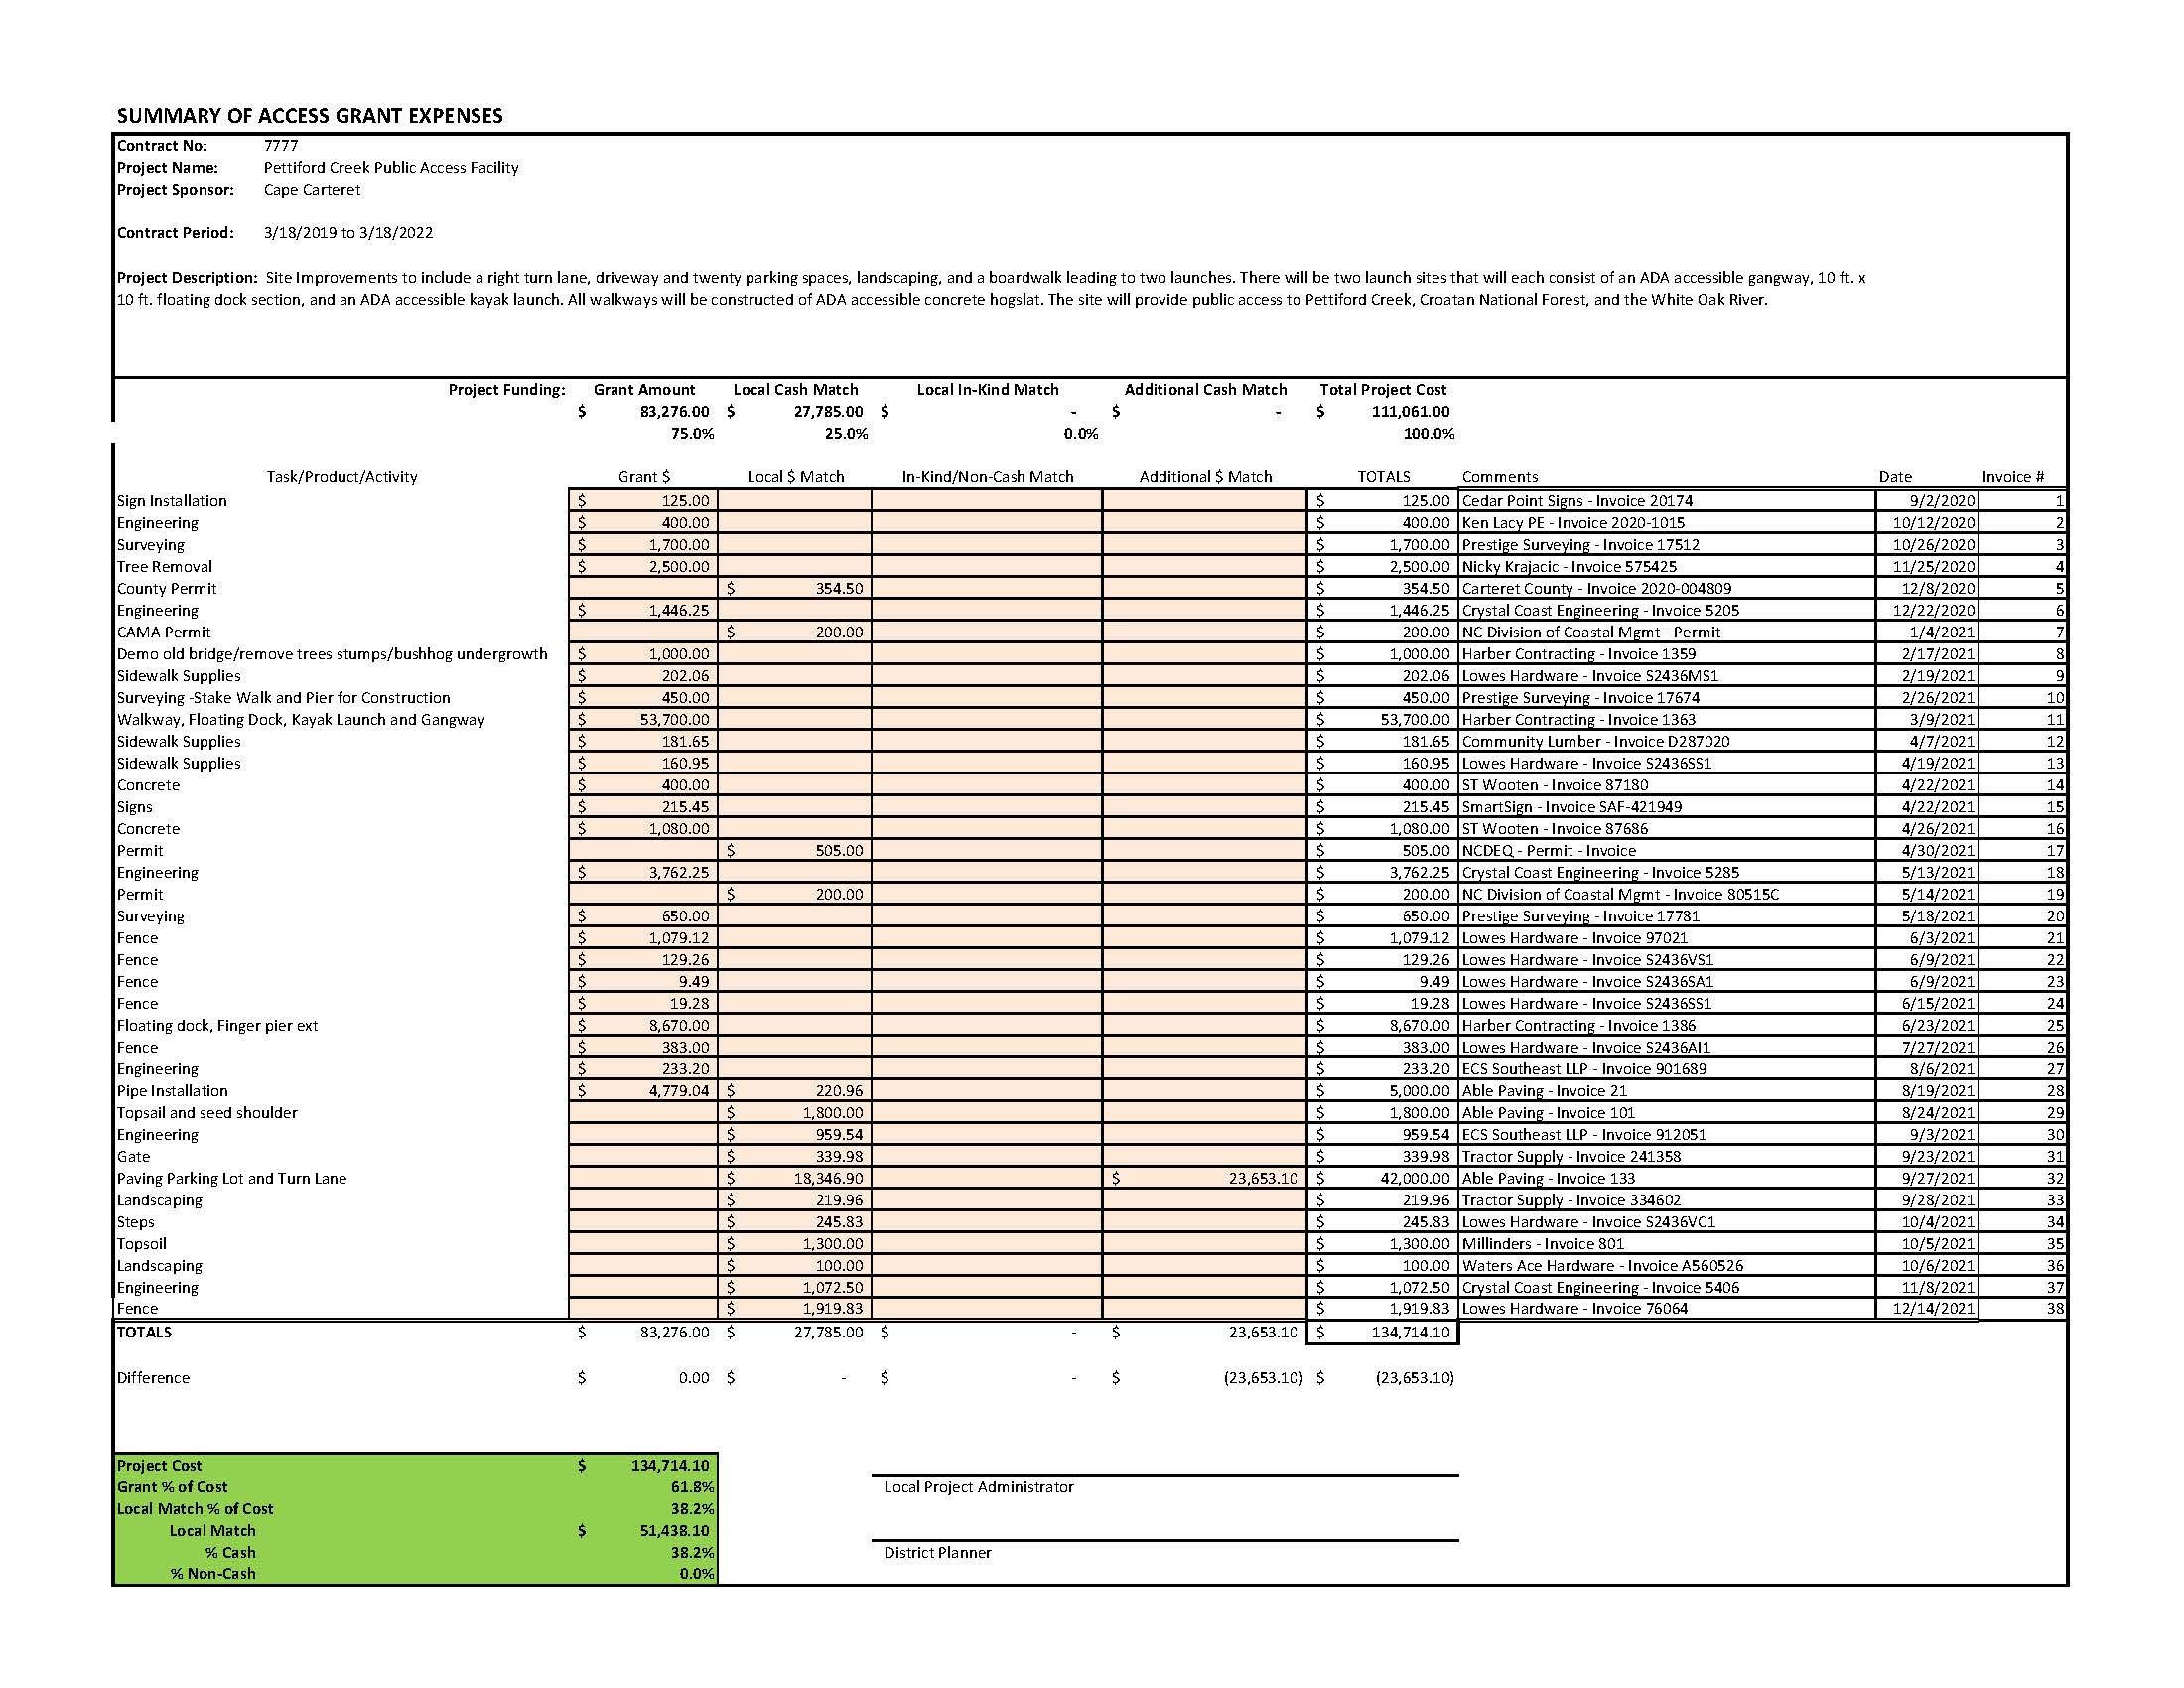 SUMMARY OF ACCESS GRANT EXPENSES
Contract No: 7777
Project Name: Pettiford Creek Public Access Facility
Project Sponsor: Cape Carteret
Contract Period: 3/18/2019 to 3/18/2022
Project Description: Site Improvements to include a right turn lane, driveway and twenty parking spaces, landscaping, and a boardwalk leading to two launches. There will be two launch sites that will each consist of an ADA accessible gangway, 10 ft. x
10 ft. floating dock section, and an ADA accessible kayak launch. All walkways will be constructed of ADA accessible concrete hogslat. The site will provide public access to Pettiford Creek, Croatan National Forest, and the White Oak River.
Project Funding: Grant Amount Local Cash Match Local In-Kind Match Additional Cash Match Total Project Cost
$ 83,276.00 $ 27,785.00 $ - $ - $ 111,061.00
75.0% 25.0% 0.0% 100.0%
Task/Product/Activity Grant $ Local $ Match In-Kind/Non-Cash Match Additional $ Match TOTALS Comments Date Invoice #
Sign Installation $ 125.00 $ 125.00 Cedar Point Signs - Invoice 20174 9/2/2020 1
Engineering $ 400.00 $ 400.00 Ken Lacy PE - Invoice 2020-1015 10/12/2020 2
Surveying $ 1,700.00 $ 1,700.00 Prestige Surveying - Invoice 17512 10/26/2020 3
Tree Removal $ 2,500.00 $ 2,500.00 Nicky Krajacic - Invoice 575425 11/25/2020 4
County Permit $ 354.50 $ 354.50 Carteret County - Invoice 2020-004809 12/8/2020 5
Engineering $ 1,446.25 $ 1,446.25 Crystal Coast Engineering - Invoice 5205 12/22/2020 6
CAMA Permit $ 200.00 $ 200.00 NC Division of Coastal Mgmt - Permit 1/4/2021 7
Demo old bridge/remove trees stumps/bushhog undergrowth $ 1,000.00 $ 1,000.00 Harber Contracting - Invoice 1359 2/17/2021 8
Sidewalk Supplies $ 202.06 $ 202.06 Lowes Hardware - Invoice S2436MS1 2/19/2021 9
Surveying -Stake Walk and Pier for Construction $ 450.00 $ 450.00 Prestige Surveying - Invoice 17674 2/26/2021 10
Walkway, Floating Dock, Kayak Launch and Gangway $ 53,700.00 $ 53,700.00 Harber Contracting - Invoice 1363 3/9/2021 11
Sidewalk Supplies $ 181.65 $ 181.65 Community Lumber - Invoice D287020 4/7/2021 12
Sidewalk Supplies $ 160.95 $ 160.95 Lowes Hardware - Invoice S2436SS1 4/19/2021 13
Concrete $ 400.00 $ 400.00 ST Wooten - Invoice 87180 4/22/2021 14
Signs $ 215.45 $ 215.45 SmartSign - Invoice SAF-421949 4/22/2021 15
Concrete $ 1,080.00 $ 1,080.00 ST Wooten - Invoice 87686 4/26/2021 16
Permit $ 505.00 $ 505.00 NCDEQ - Permit - Invoice 4/30/2021 17
Engineering $ 3,762.25 $ 3,762.25 Crystal Coast Engineering - Invoice 5285 5/13/2021 18
Permit $ 200.00 $ 200.00 NC Division of Coastal Mgmt - Invoice 80515C 5/14/2021 19
Surveying $ 650.00 $ 650.00 Prestige Surveying - Invoice 17781 5/18/2021 20
Fence $ 1,079.12 $ 1,079.12 Lowes Hardware - Invoice 97021 6/3/2021 21
Fence $ 129.26 $ 129.26 Lowes Hardware - Invoice S2436VS1 6/9/2021 22
Fence $ 9.49 $ 9.49 Lowes Hardware - Invoice S2436SA1 6/9/2021 23
Fence $ 19.28 $ 19.28 Lowes Hardware - Invoice S2436SS1 6/15/2021 24
Floating dock, Finger pier ext $ 8,670.00 $ 8,670.00 Harber Contracting - Invoice 1386 6/23/2021 25
Fence $ 383.00 $ 383.00 Lowes Hardware - Invoice S2436AI1 7/27/2021 26
Engineering $ 233.20 $ 233.20 ECS Southeast LLP - Invoice 901689 8/6/2021 27
Pipe Installation $ 4,779.04 $ 220.96 $ 5,000.00 Able Paving - Invoice 21 8/19/2021 28
Topsail and seed shoulder $ 1,800.00 $ 1,800.00 Able Paving - Invoice 101 8/24/2021 29
Engineering $ 959.54 $ 959.54 ECS Southeast LLP - Invoice 912051 9/3/2021 30
Gate $ 339.98 $ 339.98 Tractor Supply - Invoice 241358 9/23/2021 31
Paving Parking Lot and Turn Lane $ 18,346.90 $ 23,653.10 $ 42,000.00 Able Paving - Invoice 133 9/27/2021 32
Landscaping $ 219.96 $ 219.96 Tractor Supply - Invoice 334602 9/28/2021 33
Steps $ 245.83 $ 245.83 Lowes Hardware - Invoice S2436VC1 10/4/2021 34
Topsoil $ 1,300.00 $ 1,300.00 Millinders - Invoice 801 10/5/2021 35
Landscaping $ 100.00 $ 100.00 Waters Ace Hardware - Invoice A560526 10/6/2021 36
Engineering $ 1,072.50 $ 1,072.50 Crystal Coast Engineering - Invoice 5406 11/8/2021 37
Fence $ 1,919.83 $ 1,919.83 Lowes Hardware - Invoice 76064 12/14/2021 38
TOTALS $ 83,276.00 $ 27,785.00 $ - $ 23,653.10 $ 134,714.10
Difference $ 0.00 $ - $ - $ (23,653.10) $ (23,653.10)
Project Cost $ 134,714.10
Grant % of Cost 61.8%
Local Match % of Cost 38.2%
Local Match $ 51,438.10
% Cash 38.2%
% Non-Cash 0.0%
Local Project Administrator
District Planner